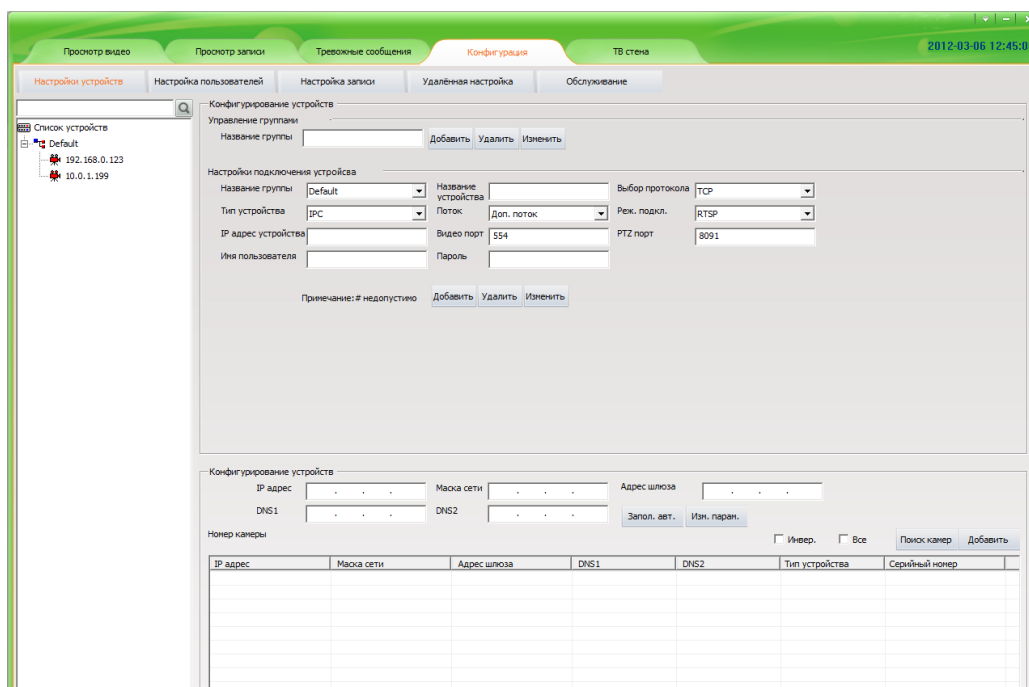 Просмотр видео Просмотр записи Тревожные сообщения Конфигурация ТВ стена 2012-03-06 12:45:0
Настройки устройств Настройка пользователей Настройка записи Удалённая настройка Обслуживание
Список устройств
Default
192.168.0.123
10.0.1.199
Конфигурирование устройств
Управление группами
Название группы Добавить Удалить Изменить
Настройки подключения устройсва
Название группы Default Название устройства Выбор протокола TCP
Тип устройства IPC Поток Доп. поток Реж. подкл. RTSP
IP адрес устройства Видео порт 554 PTZ порт 8091
Имя пользователя Пароль
Примечание:# недопустимо Добавить Удалить Изменить
Конфигурирование устройств
IP адрес . . . Маска сети . . . Адрес шлюза . . .
DNS1 . . . DNS2 . . . Запол. авт. Изм. парам.
Номер камеры
Инвер. Все Поиск камер Добавить
IP адрес Маска сети Адрес шлюза DNS1 DNS2 Тип устройства Серийный номер